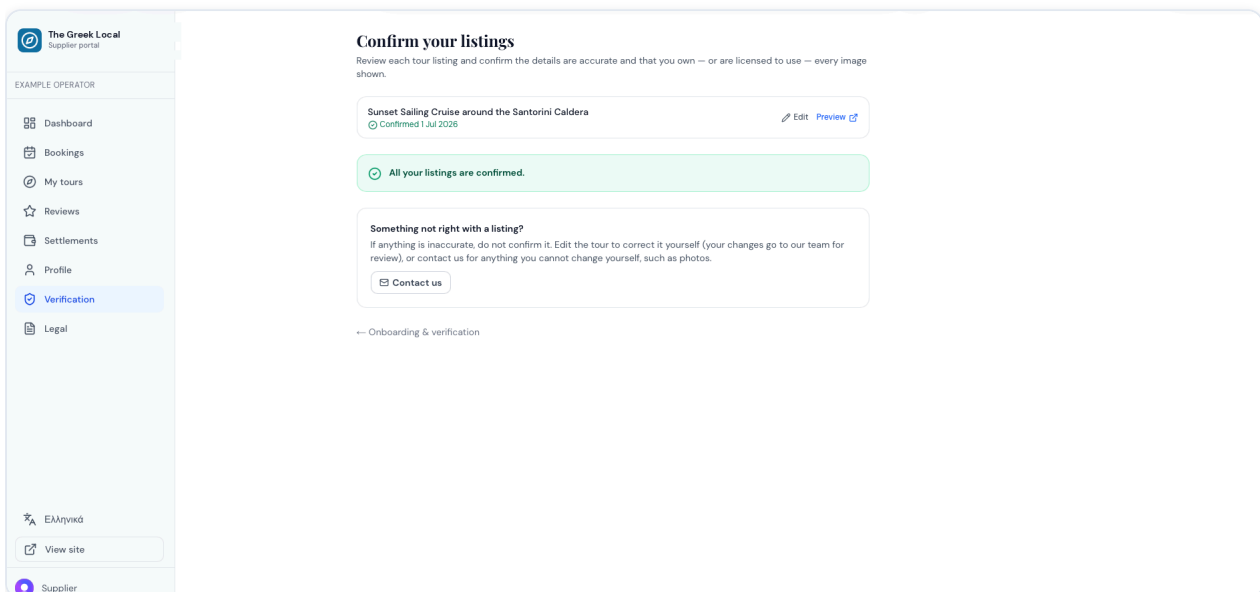 The Greek Local
Supplier portal
EXAMPLE OPERATOR
Dashboard
Bookings
My tours
Reviews
Settlements
Profile
Verification
Legal
Ελληνικά
View site
Supplier
Confirm your listings
Review each tour listing and confirm the details are accurate and that you own — or are licensed to use — every image
shown.
Sunset Sailing Cruise around the Santorini Caldera
Confirmed 1 Jul 2026
Edit
Preview
All your listings are confirmed.
Something not right with a listing?
If anything is inaccurate, do not confirm it. Edit the tour to correct it yourself (your changes go to our team for
review), or contact us for anything you cannot change yourself, such as photos.
Contact us
← Onboarding & verification